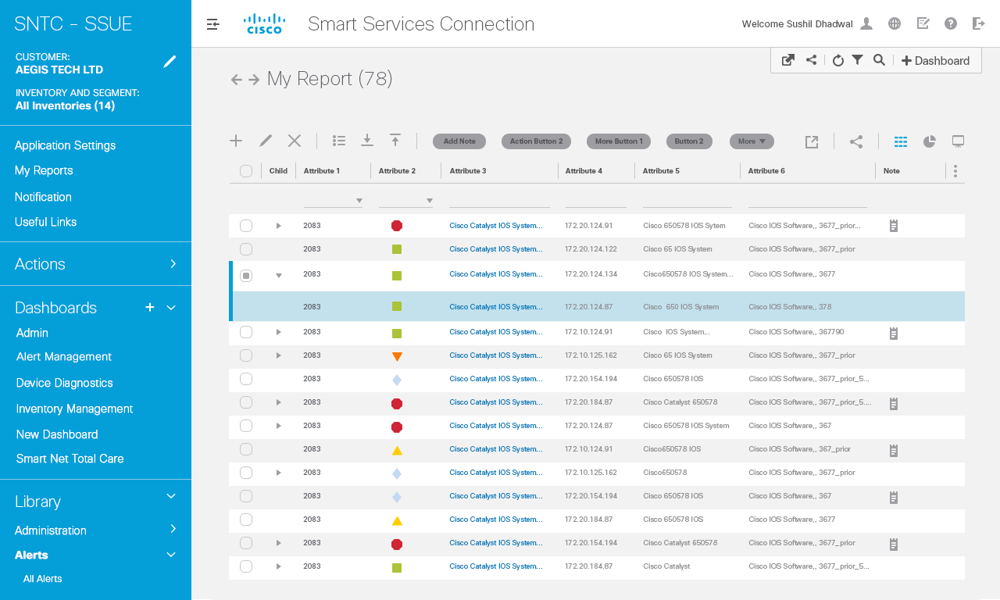 SNTC - SSUE
CUSTOMER:
AEGIS TECH LTD
INVENTORY AND SEGMENT:
All Inventories (14)
Application Settings
My Reports
Notification
Useful Links
Actions
Dashboards
Admin
Alert Management
Device Diagnostics
Inventory Management
New Dashboard
Smart Net Total Care
Library
Administration
Alerts
All Alerts
CISCO Smart Services Connection Welcome Sushil Dhadwal
Dashboard
My Report (78)
Add Note Action Button 2 More Button 1 Button 2 More
Child Attribute 1 Attribute 2 Attribute 3 Attribute 4 Attribute 5 Attribute 6 Note
2083 Cisco Catalyst IOS System... 172.20.124.91 Cisco 650578 IOS Sytem Cisco IOS Software,, 3677_prior...
2083 Cisco Catalyst IOS System... 172.20.124.122 Cisco 65 IOS System Cisco IOS Software,, 3677_prior
2083 Cisco Catalyst IOS System... 172.20.124.134 Cisco650578 IOS System... Cisco IOS Software,, 3677
2083 Cisco Catalyst IOS System... 172.20.124.87 Cisco 650 IOS System Cisco IOS Software,, 378
2083 Cisco Catalyst IOS System... 172.10.124.91 Cisco IOS System... Cisco IOS Software,, 367790
2083 Cisco Catalyst IOS System... 172.10.125.162 Cisco 65 IOS System Cisco IOS Software,, 3677_prior
2083 Cisco Catalyst IOS System... 172.20.154.194 Cisco 650578 IOS Cisco IOS Software,, 3677_prior_5...
2083 Cisco Catalyst IOS System... 172.20.184.87 Cisco Catalyst 650578 Cisco IOS Software,, 3677_prior_5....
2083 Cisco Catalyst IOS System... 172.20.124.87 Cisco 650578 IOS System Cisco IOS Software,, 367
2083 Cisco Catalyst IOS System... 172.10.124.91 Cisco650578 IOS Cisco IOS Software,, 367_prior
2083 Cisco Catalyst IOS System... 172.10.125.162 Cisco650578 Cisco IOS Software,, 3677_prior
2083 Cisco Catalyst IOS System... 172.20.154.194 Cisco 650578 IOS Cisco IOS Software,, 367
2083 Cisco Catalyst IOS System... 172.20.184.87 Cisco 650578 IOS Cisco IOS Software,, 3677
2083 Cisco Catalyst IOS System... 172.20.154.194 Cisco Catalyst 650578 Cisco IOS Software,, 3677_prior
2083 Cisco Catalyst IOS System... 172.20.184.87 Cisco Catalyst Cisco IOS Software,, 3677_prior_5...